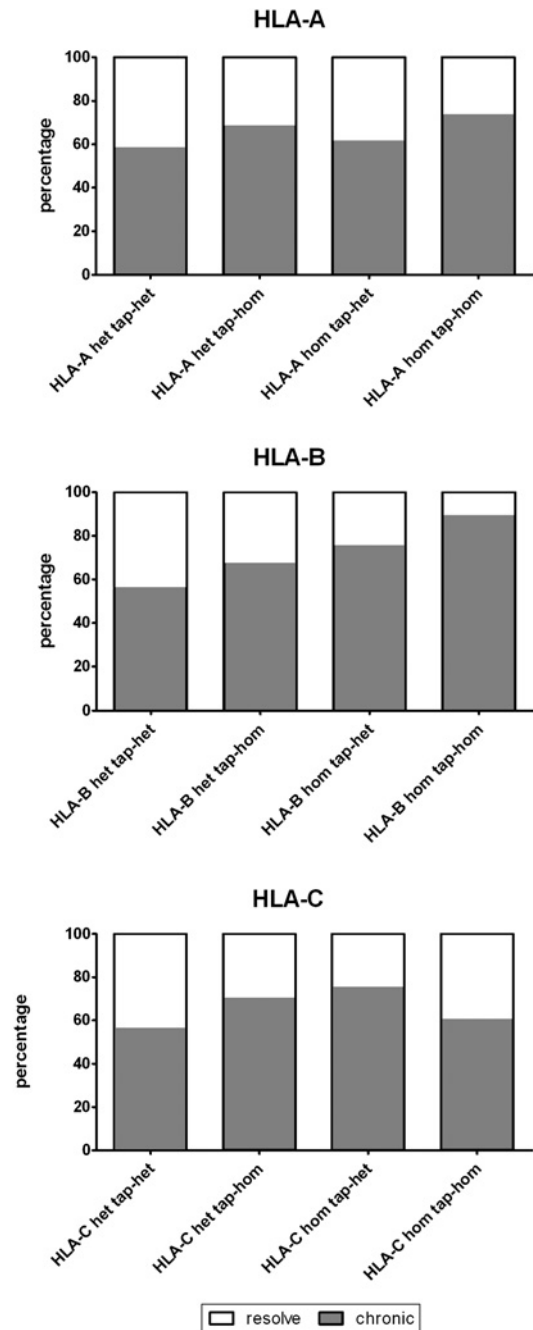 HLA-A
percentage
100
80
60
40
20
0
HLA-A het tap-het
HLA-A het tap-hom
HLA-A hom tap-het
HLA-A hom tap-hom
HLA-B
percentage
100
80
60
40
20
0
HLA-B het tap-het
HLA-B het tap-hom
HLA-B hom tap-het
HLA-B hom tap-hom
HLA-C
percentage
100
80
60
40
20
0
HLA-C het tap-het
HLA-C het tap-hom
HLA-C hom tap-het
HLA-C hom tap-hom
resolve chronic